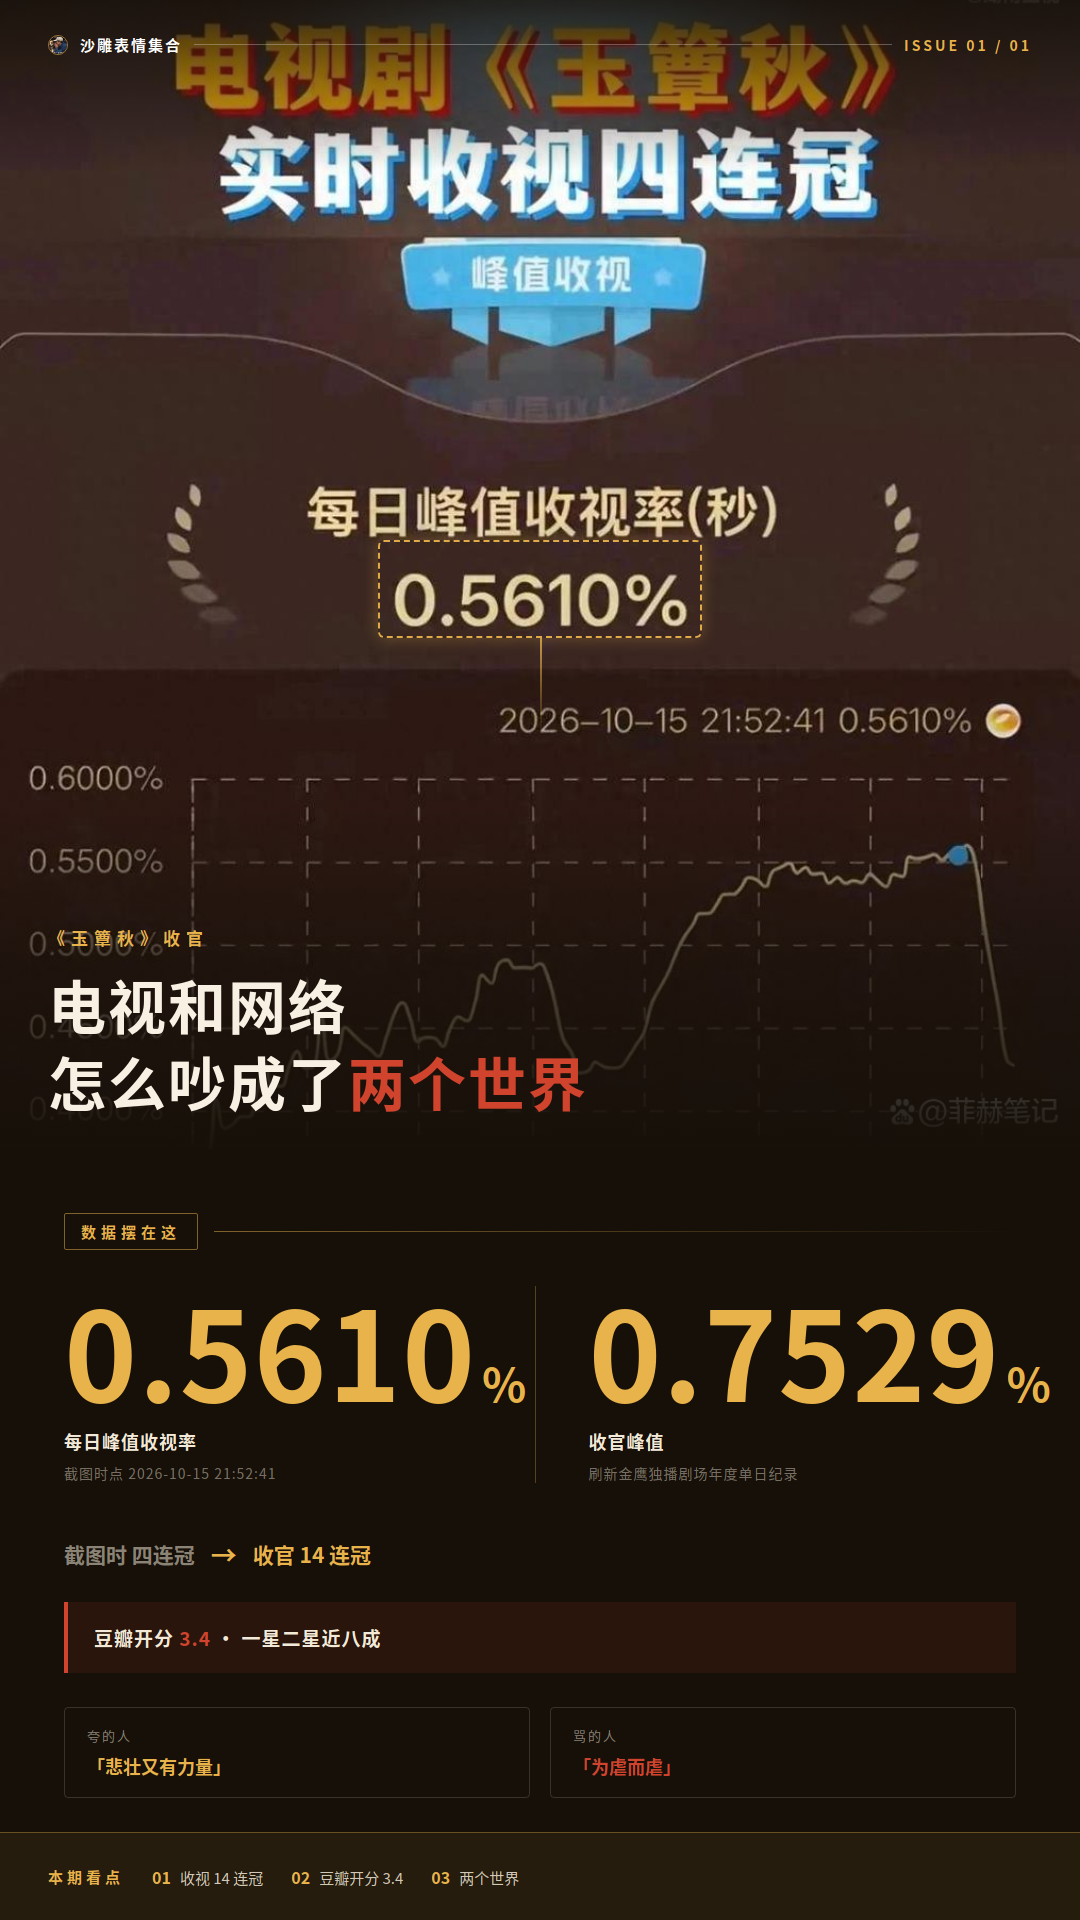 沙雕表情集合
ISSUE 01 / 01
电视剧《玉簟秋》
实时收视四连冠
峰值收视
每日峰值收视率(秒)
0.5610%
2026-10-15 21:52:41 0.5610%
0.6000%
0.5500%
0.5000%
《玉簟秋》收官
电视和网络
怎么吵成了两个世界
@菲赫笔记
数据摆在这
0.5610%
每日峰值收视率
截图时点 2026-10-15 21:52:41
0.7529%
收官峰值
刷新金鹰独播剧场年度单日纪录
截图时 四连冠 → 收官 14 连冠
豆瓣开分 3.4 · 一星二星近八成
夸的人
「悲壮又有力量」
骂的人
「为虐而虐」
本期看点 01 收视 14 连冠 02 豆瓣开分 3.4 03 两个世界